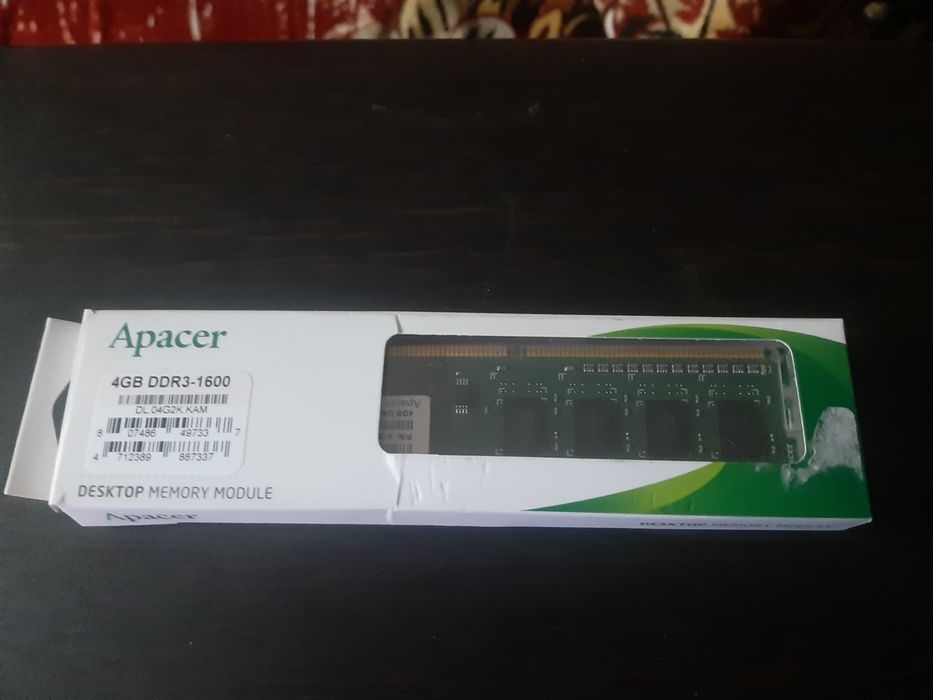 Apacer
4GB DDR3-1600
DL.04G2K.KAM
8 07486 49733 7
4 712389 887337
DESKTOP MEMORY MODULE
Apacer
DESKTOP MEMORY MODULE
Apacer